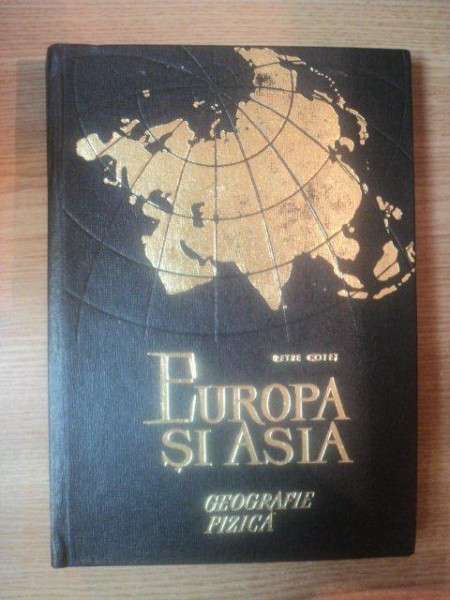 PETRE COTEȚ
EUROPA
ȘI ASIA
GEOGRAFIE
FIZICĂ